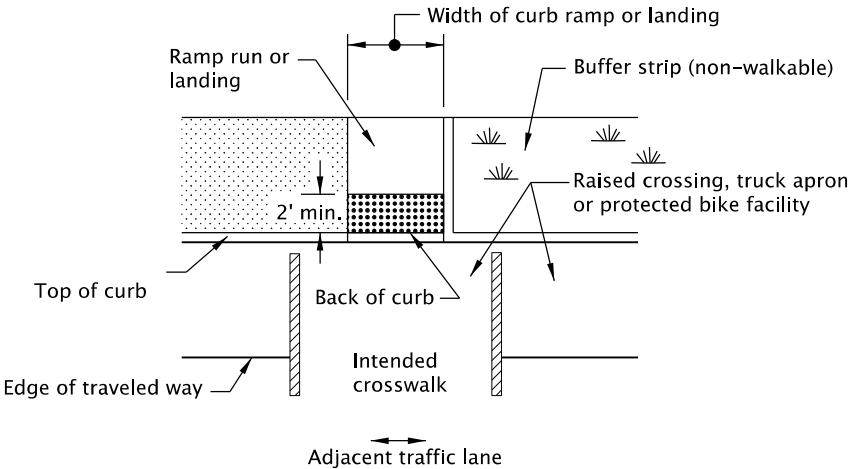 Width of curb ramp or landing
Ramp run or
landing
Buffer strip (non-walkable)
2' min.
Raised crossing, truck apron
or protected bike facility
Top of curb
Back of curb
Intended
crosswalk
Edge of traveled way
Adjacent traffic lane